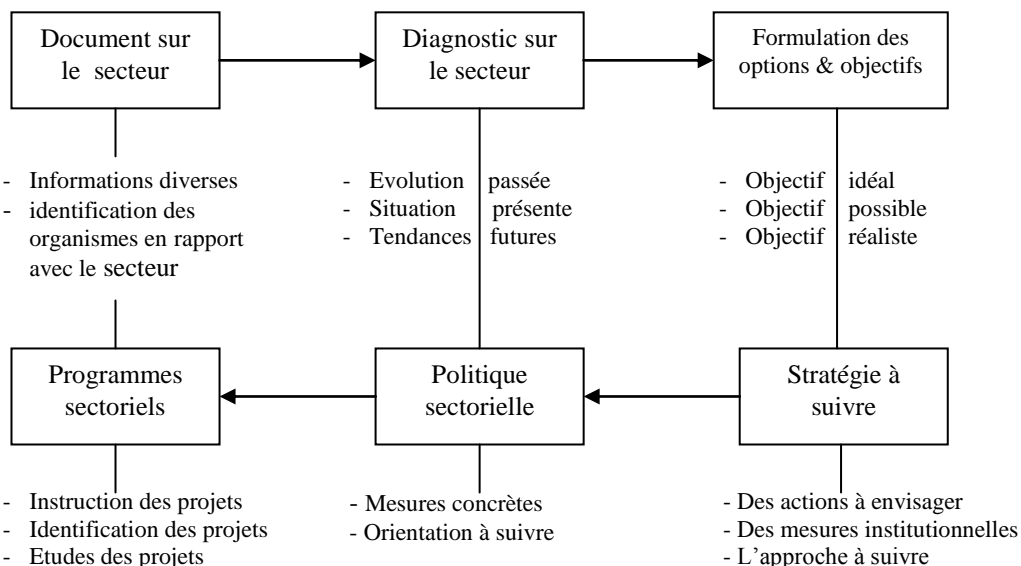 Document sur
le secteur
Diagnostic sur
le secteur
Formulation des
options & objectifs
- Informations diverses
- identification des
organismes en rapport
avec le secteur
- Evolution passée
- Situation présente
- Tendances futures
- Objectif idéal
- Objectif possible
- Objectif réaliste
Programmes
sectoriels
Politique
sectorielle
Stratégie à
suivre
- Instruction des projets
- Identification des projets
- Etudes des projets
- Mesures concrètes
- Orientation à suivre
- Des actions à envisager
- Des mesures institutionnelles
- L'approche à suivre